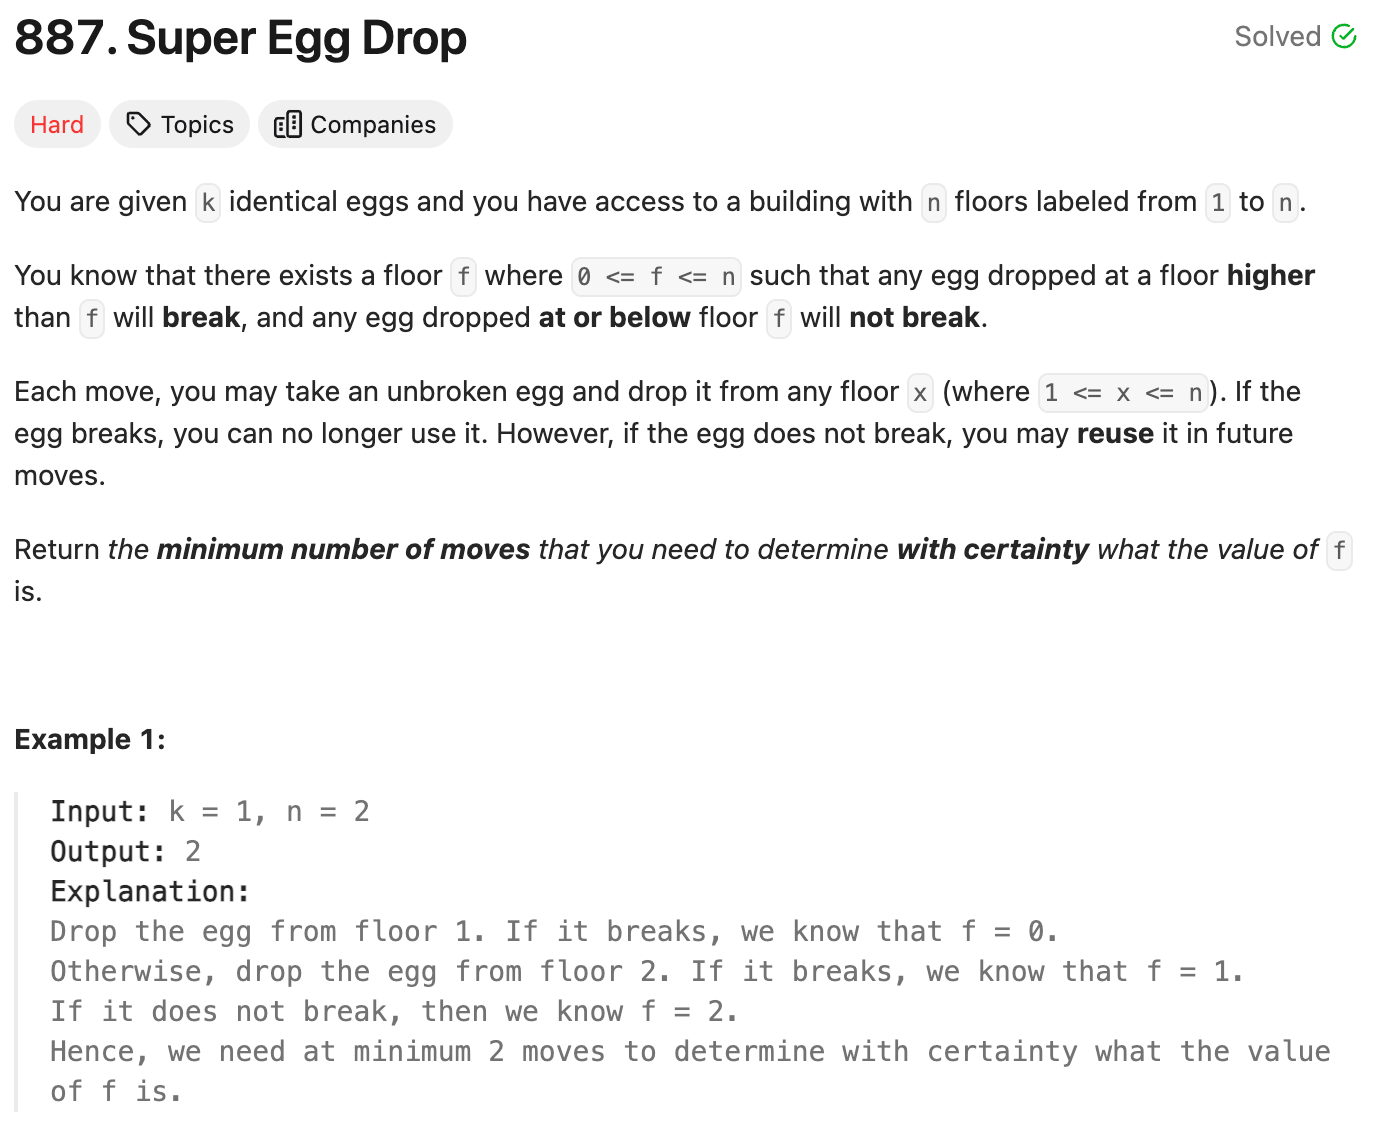 887. Super Egg Drop
Solved
Hard
Topics
Companies
You are given k identical eggs and you have access to a building with n floors labeled from 1 to n.
You know that there exists a floor f where 0 <= f <= n such that any egg dropped at a floor higher
than f will break, and any egg dropped at or below floor f will not break.
Each move, you may take an unbroken egg and drop it from any floor x (where 1 <= x <= n). If the
egg breaks, you can no longer use it. However, if the egg does not break, you may reuse it in future
moves.
Return the minimum number of moves that you need to determine with certainty what the value of f
is.
Example 1:
Input: k = 1, n = 2
Output: 2
Explanation:
Drop the egg from floor 1. If it breaks, we know that f = 0.
Otherwise, drop the egg from floor 2. If it breaks, we know that f = 1.
If it does not break, then we know f = 2.
Hence, we need at minimum 2 moves to determine with certainty what the value
of f is.